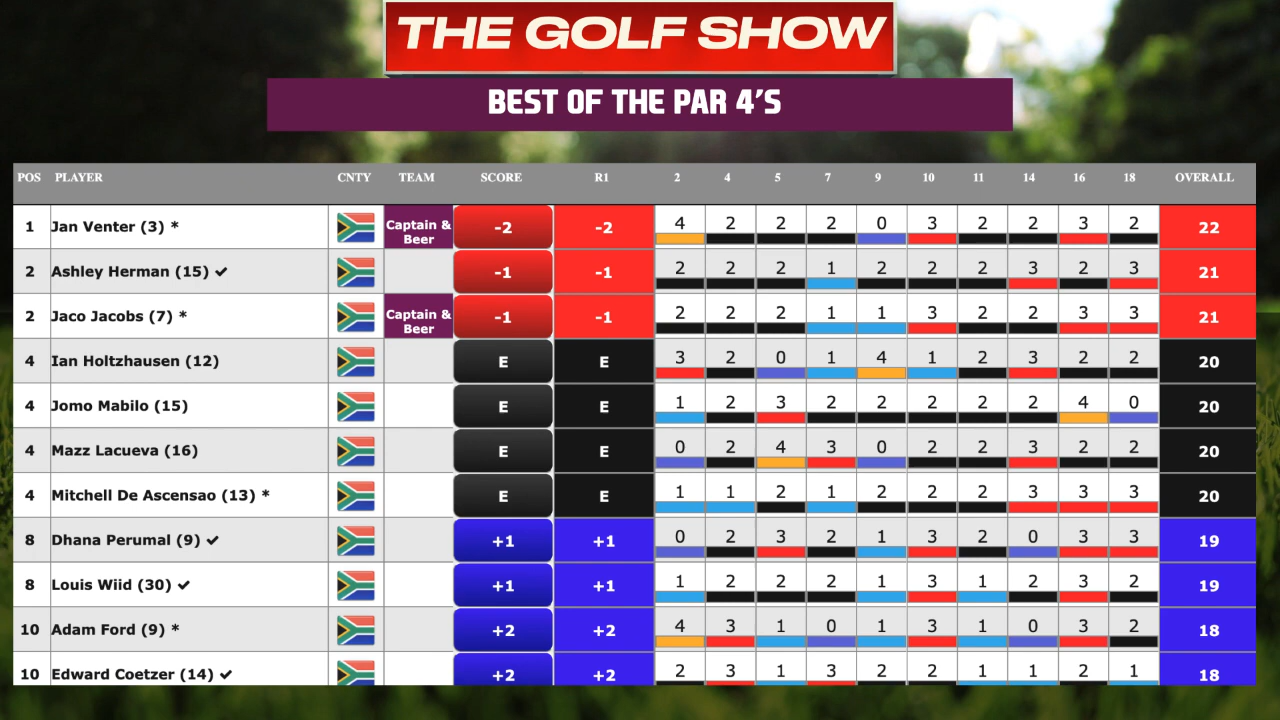 THE GOLF SHOW
BEST OF THE PAR 4'S
POS PLAYER CNTY TEAM SCORE R1 2 4 5 7 9 10 11 14 16 18 OVERALL
1 Jan Venter (3) * Captain & Beer -2 -2 4 2 2 2 0 3 2 2 3 2 22
2 Ashley Herman (15) ✔ -1 -1 2 2 2 1 2 2 2 3 2 3 21
2 Jaco Jacobs (7) * Captain & Beer -1 -1 2 2 2 1 1 3 2 2 3 3 21
4 Ian Holtzhausen (12) E E 3 2 0 1 4 1 2 3 2 2 20
4 Jomo Mabilo (15) E E 1 2 3 2 2 2 2 2 4 0 20
4 Mazz Lacueva (16) E E 0 2 4 3 0 2 2 3 2 2 20
4 Mitchell De Ascensao (13) * E E 1 1 2 1 2 2 2 3 3 3 20
8 Dhana Perumal (9) ✔ +1 +1 0 2 3 2 1 3 2 0 3 3 19
8 Louis Wiid (30) ✔ +1 +1 1 2 2 2 1 3 1 2 3 2 19
10 Adam Ford (9) * +2 +2 4 3 1 0 1 3 1 0 3 2 18
10 Edward Coetzer (14) ✔ +2 +2 2 3 1 3 2 2 1 1 2 1 18